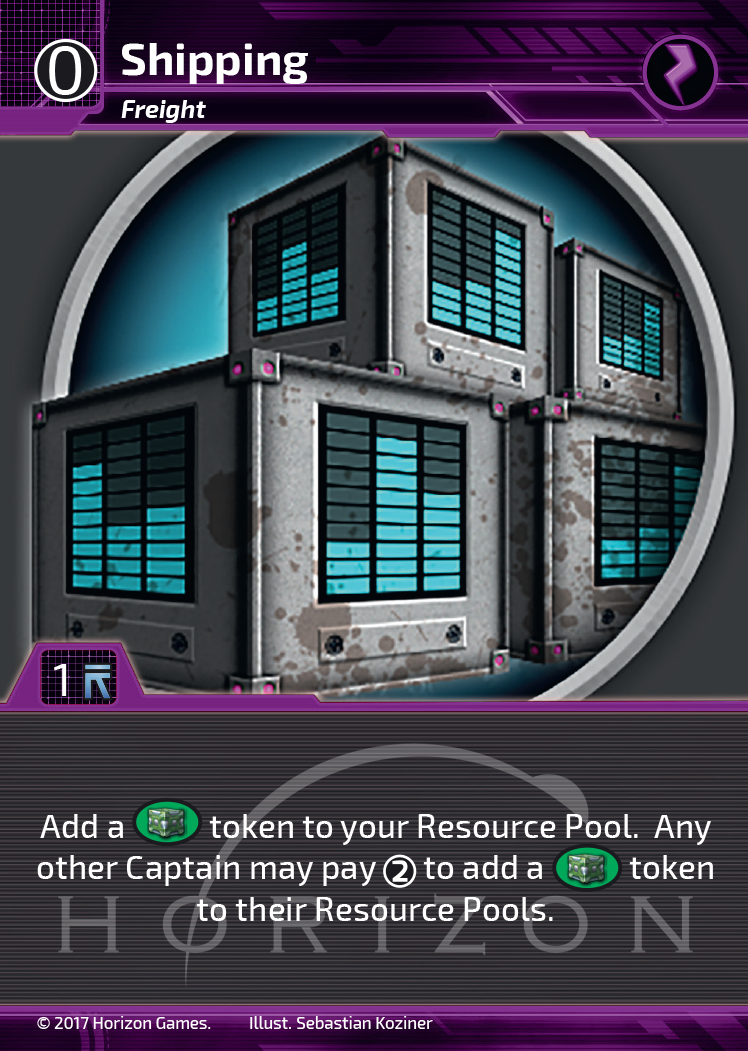 0
Shipping
Freight
1
Add a token to your Resource Pool. Any
other Captain may pay 2 to add a token
to their Resource Pools.
HORIZON
© 2017 Horizon Games. Illust. Sebastian Koziner